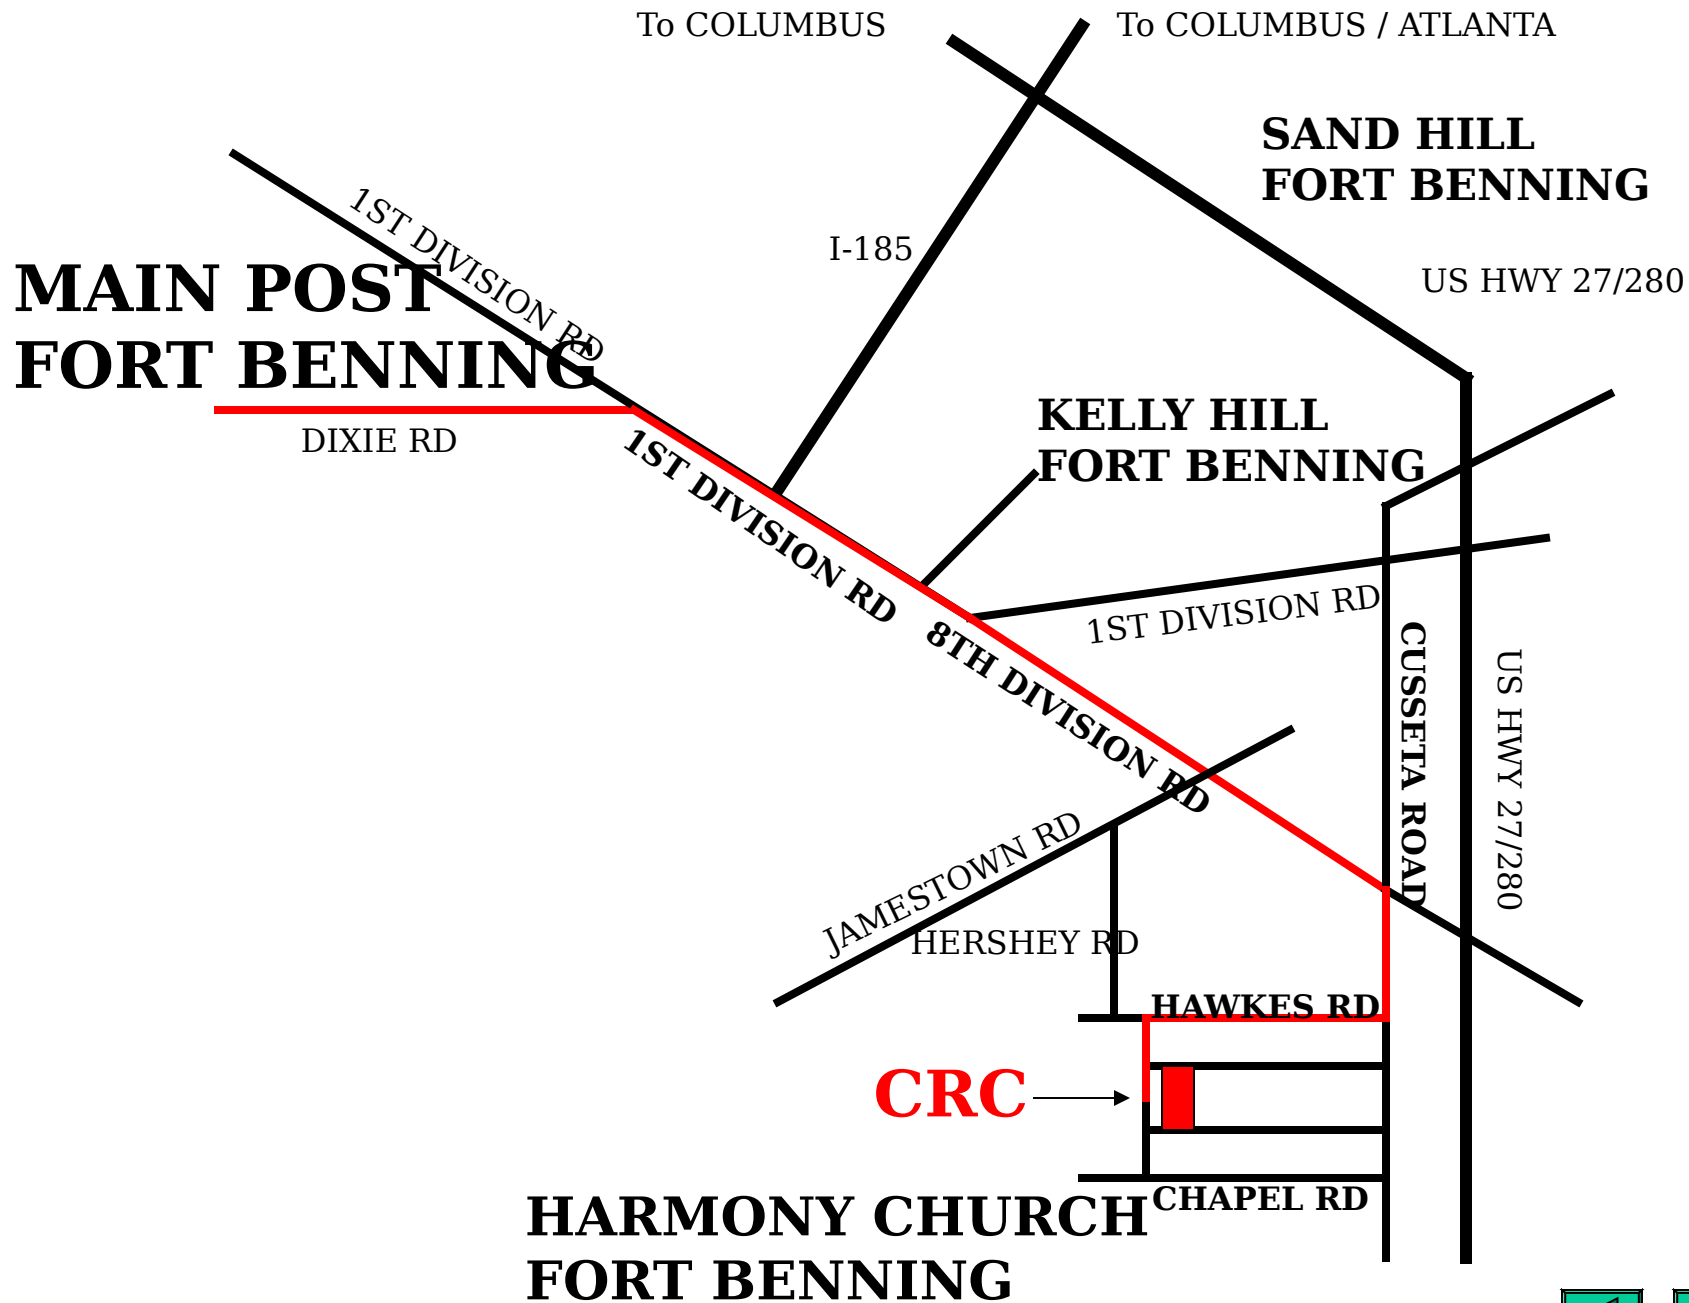 To COLUMBUS
To COLUMBUS / ATLANTA
SAND HILL
FORT BENNING
1ST DIVISION RD
I-185
MAIN POST
FORT BENNING
US HWY 27/280
DIXIE RD
KELLY HILL
FORT BENNING
1ST DIVISION RD
1ST DIVISION RD
8TH DIVISION RD
CUSSETA ROAD
US HWY 27/280
JAMESTOWN RD
HERSHEY RD
HAWKES RD
CRC
CHAPEL RD
HARMONY CHURCH
FORT BENNING